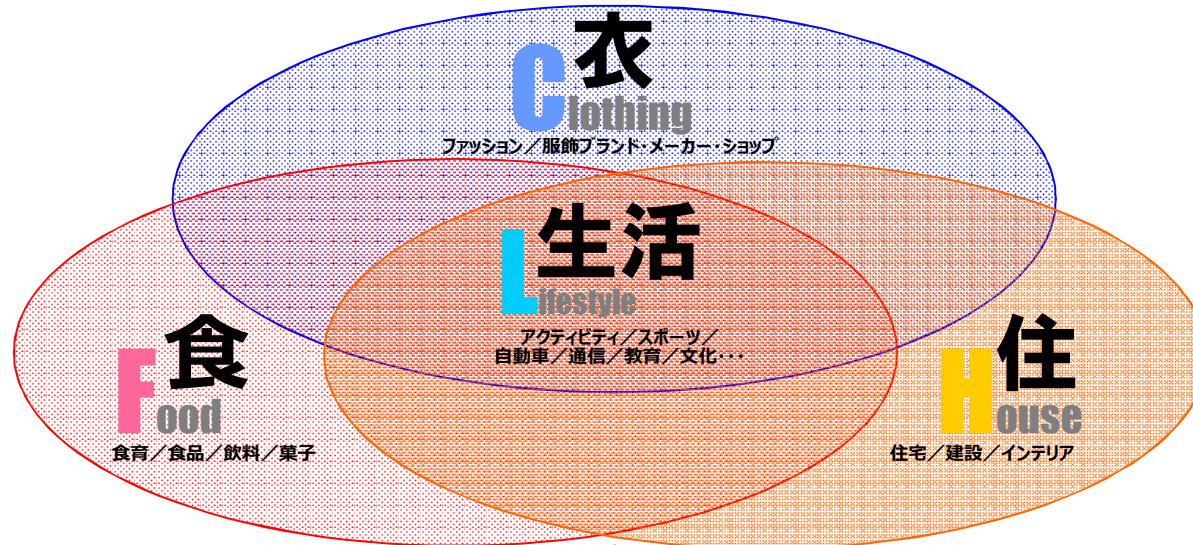 衣
Clothing
ファッション／服飾ブランド・メーカー・ショップ
生活
Lifestyle
アクティビティ／スポーツ／
自動車／通信／教育／文化・・・
食
Food
食育／食品／飲料／菓子
住
House
住宅／建設／インテリア